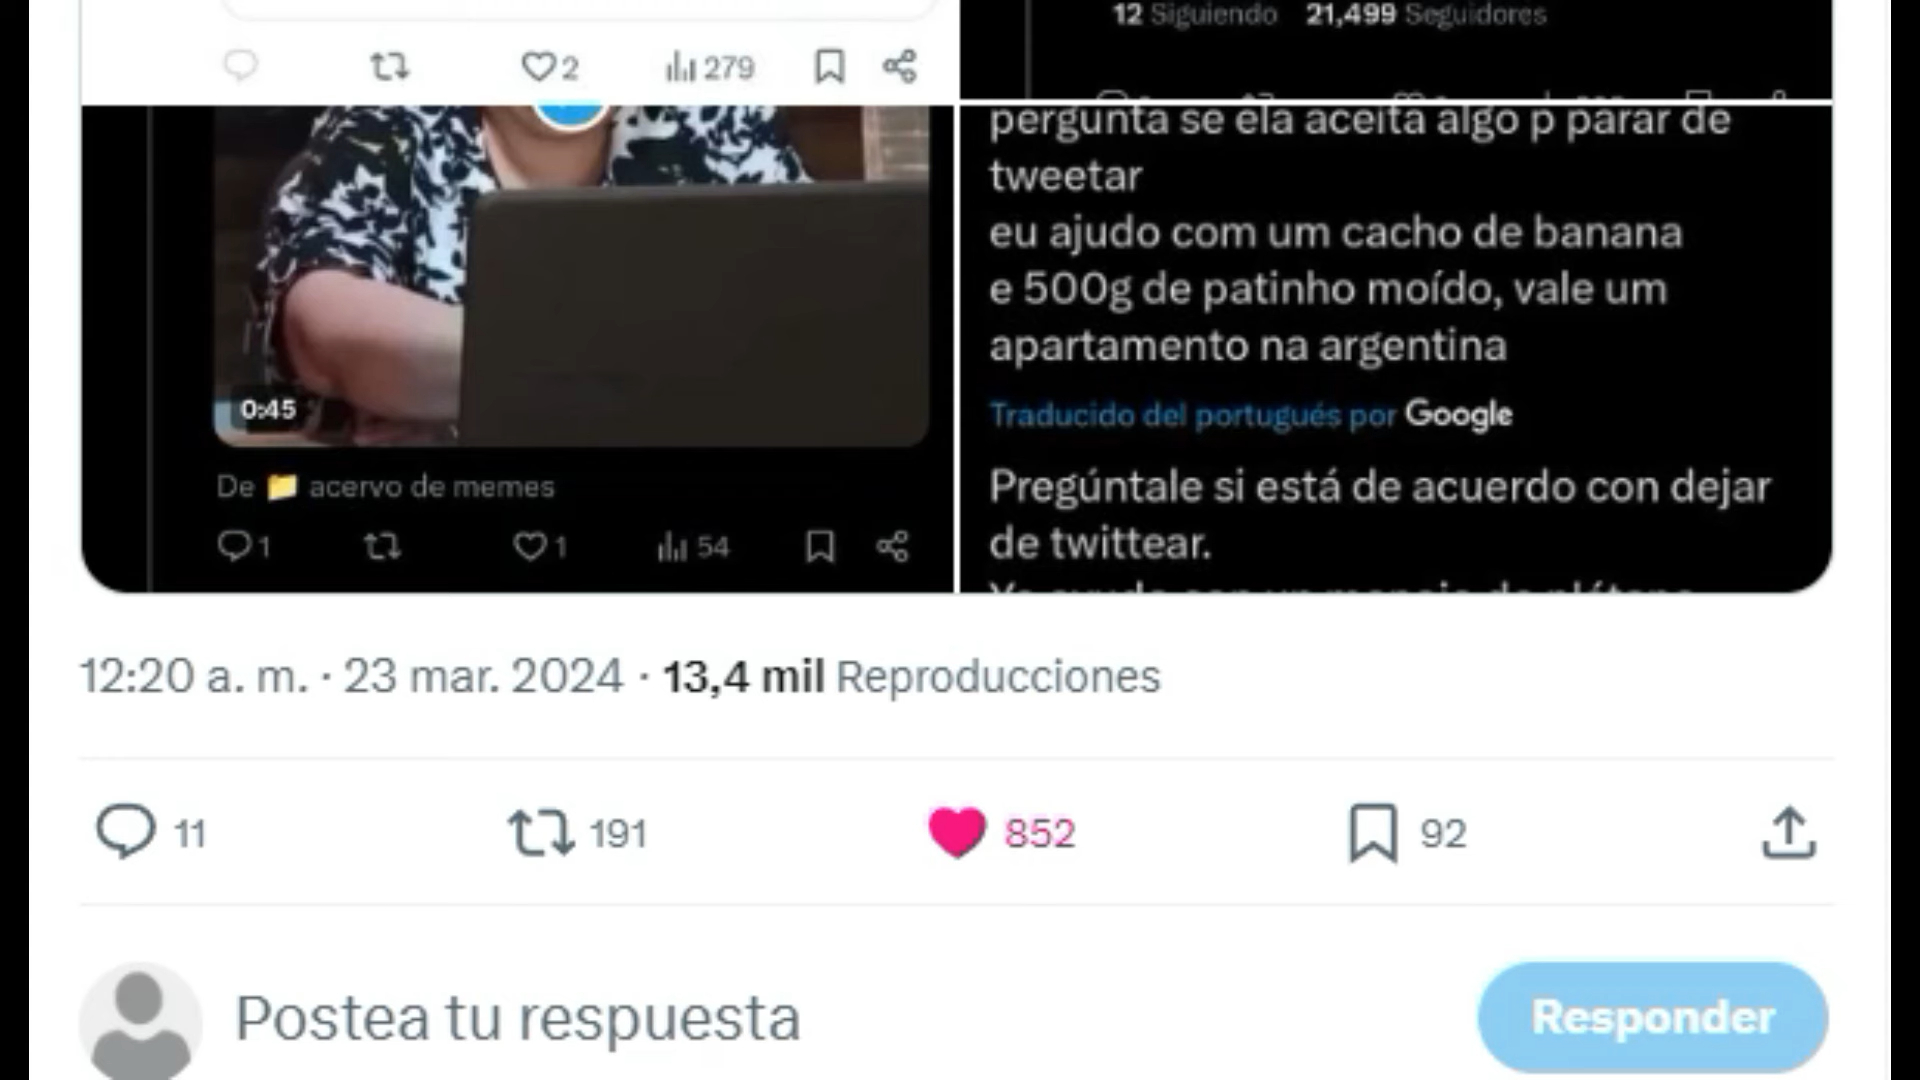 2
279
12 Siguiendo 21,499 Seguidores
0:45
De 📁 acervo de memes
1
1
54
pergunta se ela aceita algo p parar de
tweetar
eu ajudo com um cacho de banana
e 500g de patinho moído, vale um
apartamento na argentina
Traducido del portugués por Google
Pregúntale si está de acuerdo con dejar
de twittear.
12:20 a. m. · 23 mar. 2024 · 13,4 mil Reproducciones
11
191
852
92
Postea tu respuesta
Responder